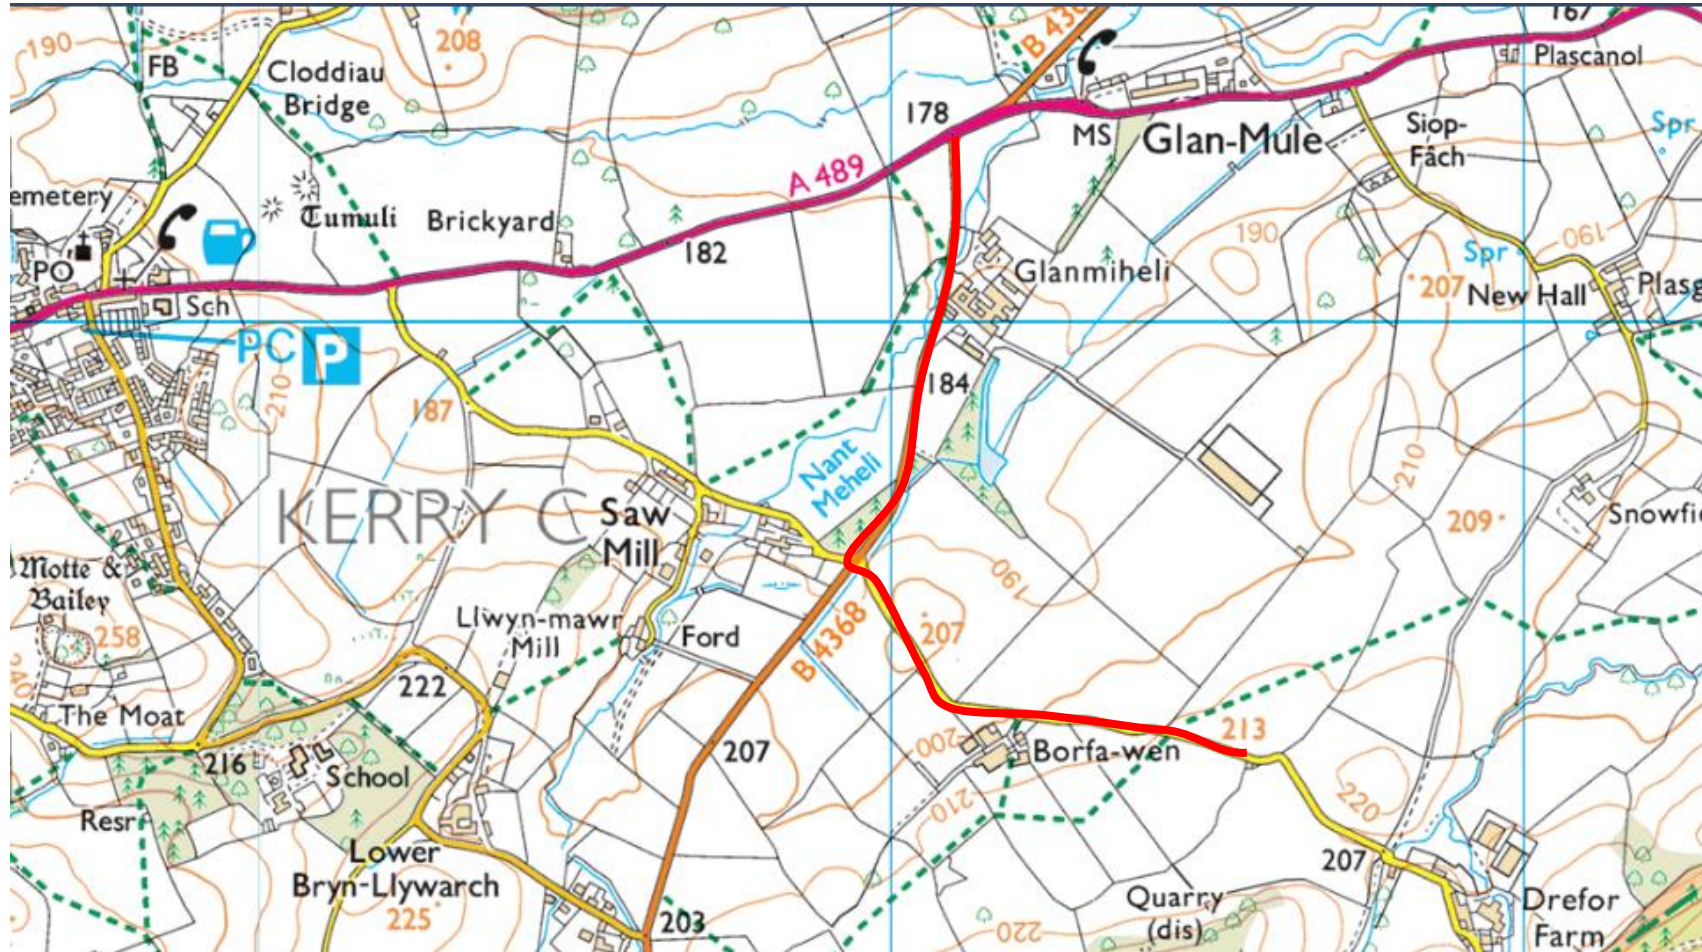 190
FB
Cloddiau
Bridge
208
B 436
167
Plascanol
178
MS
Glan-Mule
Siop-
Fâch
Spr
A 489
emetery
Tumuli
Brickyard
182
190
PO
Sch
Glanmiheli
Spr
190
207
New Hall
Plasg
PC
P
210
187
184
Nant
Meheli
210
KERRY C
Saw
Mill
209
Snowfi
Motte &
Bailey
258
240
Llwyn-mawr
Mill
Ford
B 4368
207
190
222
The Moat
216
School
207
200
Borfa-wen
213
Resr
210
220
Lower
Bryn-Llywarch
207
225
203
Quarry
(dis)
220
Drefor
Farm